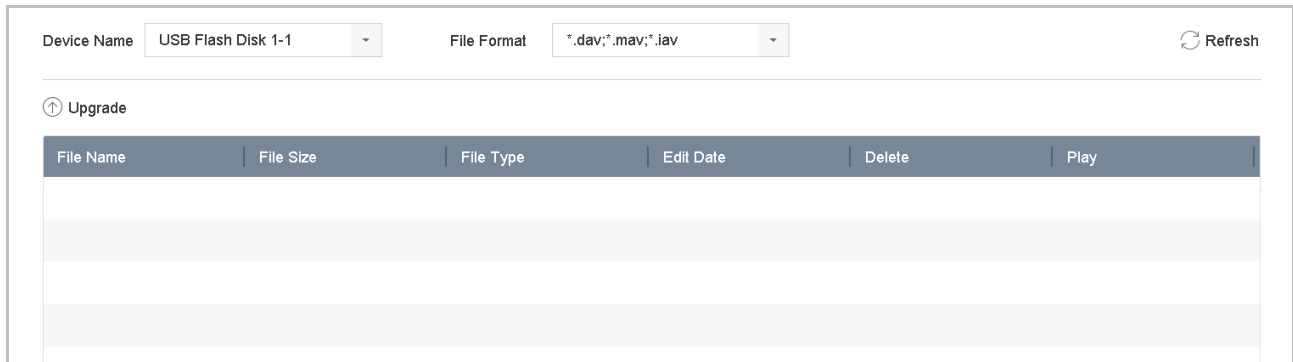 Device Name USB Flash Disk 1-1 File Format *.dav;*.mav;*.iav Refresh
Upgrade
File Name File Size File Type Edit Date Delete Play